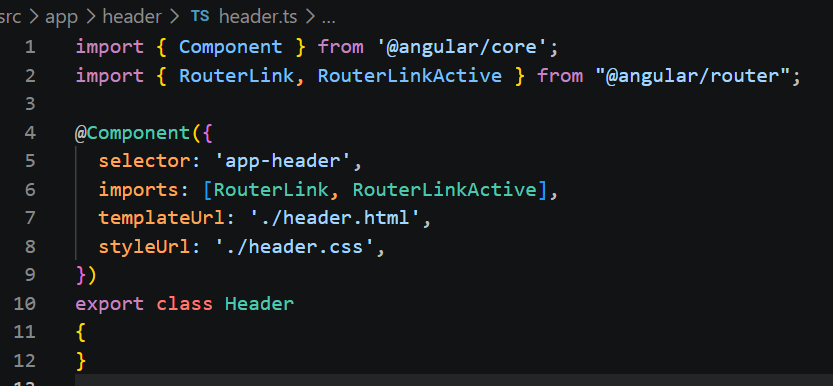 src > app > header > TS header.ts > ...
1 import { Component } from '@angular/core';
2 import { RouterLink, RouterLinkActive } from "@angular/router";
3
4 @Component({
5   selector: 'app-header',
6   imports: [RouterLink, RouterLinkActive],
7   templateUrl: './header.html',
8   styleUrl: './header.css',
9 })
10 export class Header
11 {
12 }
13